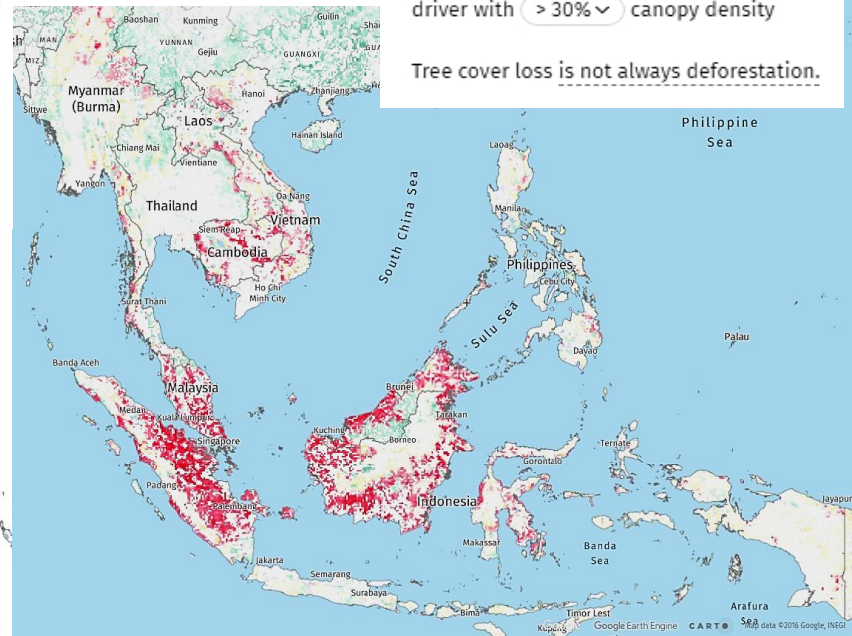 driver with > 30% canopy density
Tree cover loss is not always deforestation.
Baoshan
Kunming
Guilin
MAN.
YUNNAN
Gejiu
GUANGXI
MIZ.
Myanmar
(Burma)
Hanoi
Zhanjiang
Sittwe
Laos
Hainan Island
Chiang Mai
Vientiane
Yangon
Thailand
Da Nang
Vietnam
Siem Reap
Cambodia
Ho Chi
Minh City
Surat Thani
South China Sea
Philippine
Sea
Laoag
Manila
Philippines
Cebu City
Sulu Sea
Davao
Palau
Banda Aceh
Malaysia
Medan
Kuala Lumpur
Singapore
Brunei
Tarakan
Kuching
Borneo
Padang
Palembang
Indonesia
Gorontalo
Ternate
Makassar
Banda
Sea
Jayapur
Jakarta
Semarang
Surabaya
Bima
Timor Lest
Kupang
Arafura
Sea
Google Earth Engine
CARTO
Map data ©2016 Google, INEGI